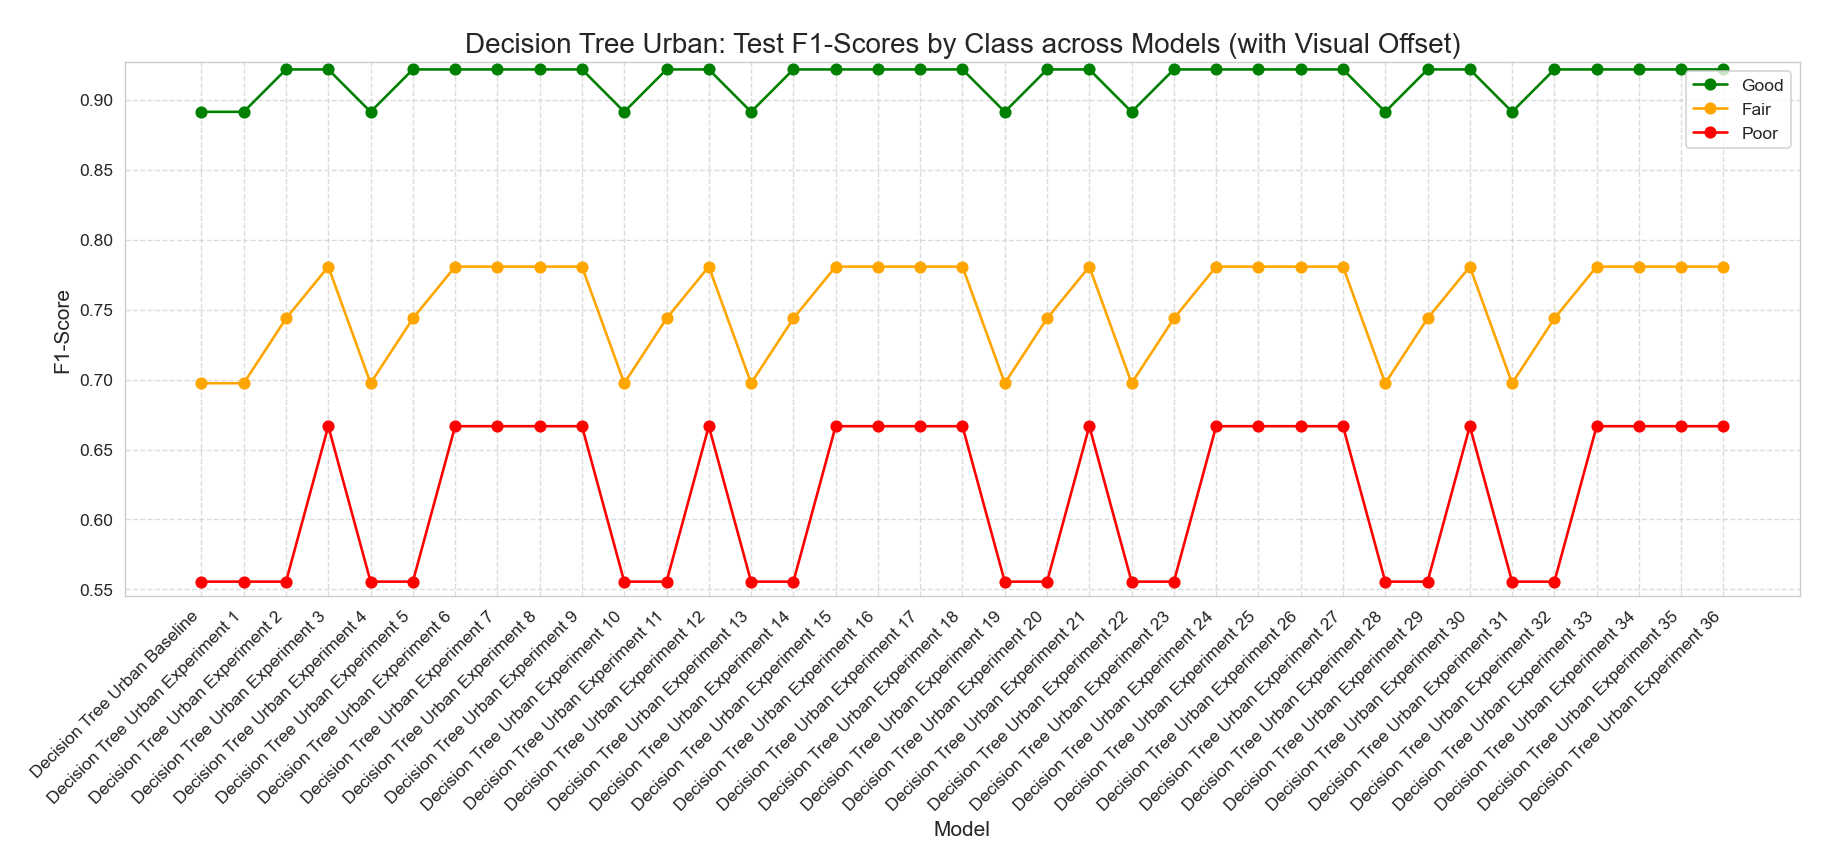 Decision Tree Urban: Test F1-Scores by Class across Models (with Visual Offset)
Good
Fair
Poor
F1-Score
0.90
0.85
0.80
0.75
0.70
0.65
0.60
0.55
Decision Tree Urban Baseline
Decision Tree Urban Experiment 1
Decision Tree Urban Experiment 2
Decision Tree Urban Experiment 3
Decision Tree Urban Experiment 4
Decision Tree Urban Experiment 5
Decision Tree Urban Experiment 6
Decision Tree Urban Experiment 7
Decision Tree Urban Experiment 8
Decision Tree Urban Experiment 9
Decision Tree Urban Experiment 10
Decision Tree Urban Experiment 11
Decision Tree Urban Experiment 12
Decision Tree Urban Experiment 13
Decision Tree Urban Experiment 14
Decision Tree Urban Experiment 15
Decision Tree Urban Experiment 16
Decision Tree Urban Experiment 17
Decision Tree Urban Experiment 18
Decision Tree Urban Experiment 19
Decision Tree Urban Experiment 20
Decision Tree Urban Experiment 21
Decision Tree Urban Experiment 22
Decision Tree Urban Experiment 23
Decision Tree Urban Experiment 24
Decision Tree Urban Experiment 25
Decision Tree Urban Experiment 26
Decision Tree Urban Experiment 27
Decision Tree Urban Experiment 28
Decision Tree Urban Experiment 29
Decision Tree Urban Experiment 30
Decision Tree Urban Experiment 31
Decision Tree Urban Experiment 32
Decision Tree Urban Experiment 33
Decision Tree Urban Experiment 34
Decision Tree Urban Experiment 35
Decision Tree Urban Experiment 36
Model